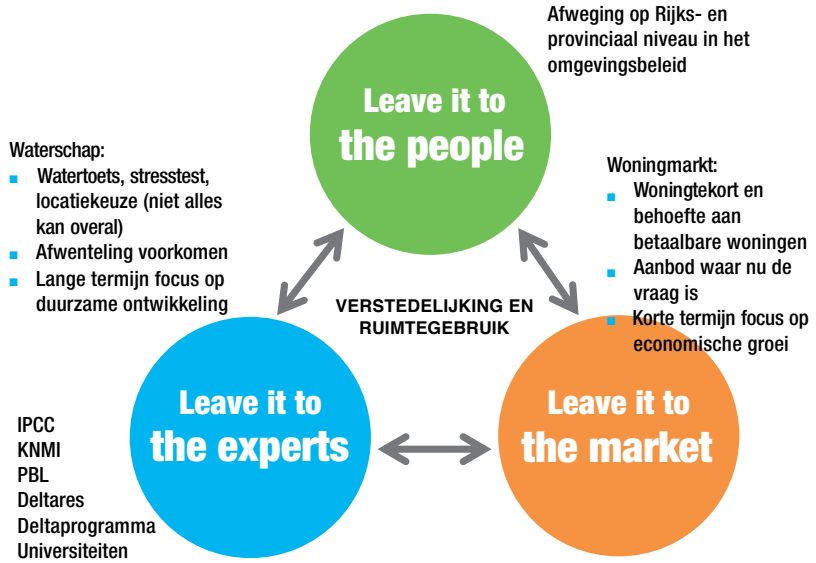 Afweging op Rijks- en
provinciaal niveau in het
omgevingsbeleid
Leave it to
the people
Waterschap:
Watertoets, stresstest,
locatiekeuze (niet alles
kan overal)
Afwenteling voorkomen
Lange termijn focus op
duurzame ontwikkeling
Woningmarkt:
Woningtekort en
behoefte aan
betaalbare woningen
Aanbod waar nu de
vraag is
Korte termijn focus op
economische groei
VERSTEDELIJKING EN
RUIMTEGEBRUIK
Leave it to
the experts
Leave it to
the market
IPCC
KNMI
PBL
Deltares
Deltaprogramma
Universiteiten